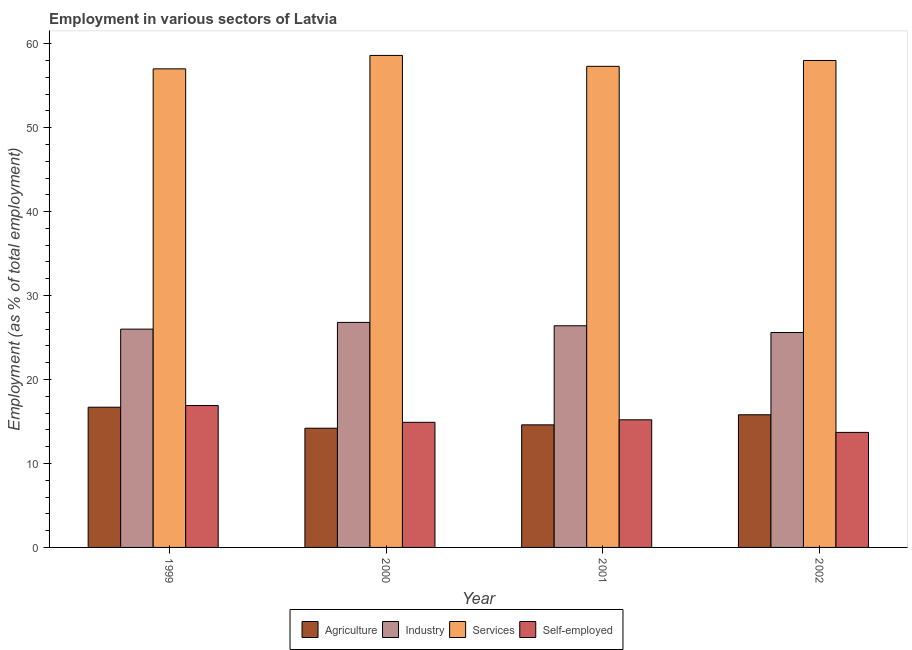 Employment in various sectors of Latvia
Employment (as % of total employment)
60
50
40
30
20
10
0
1999
2000
2001
2002
Year
Agriculture
Industry
Services
Self-employed